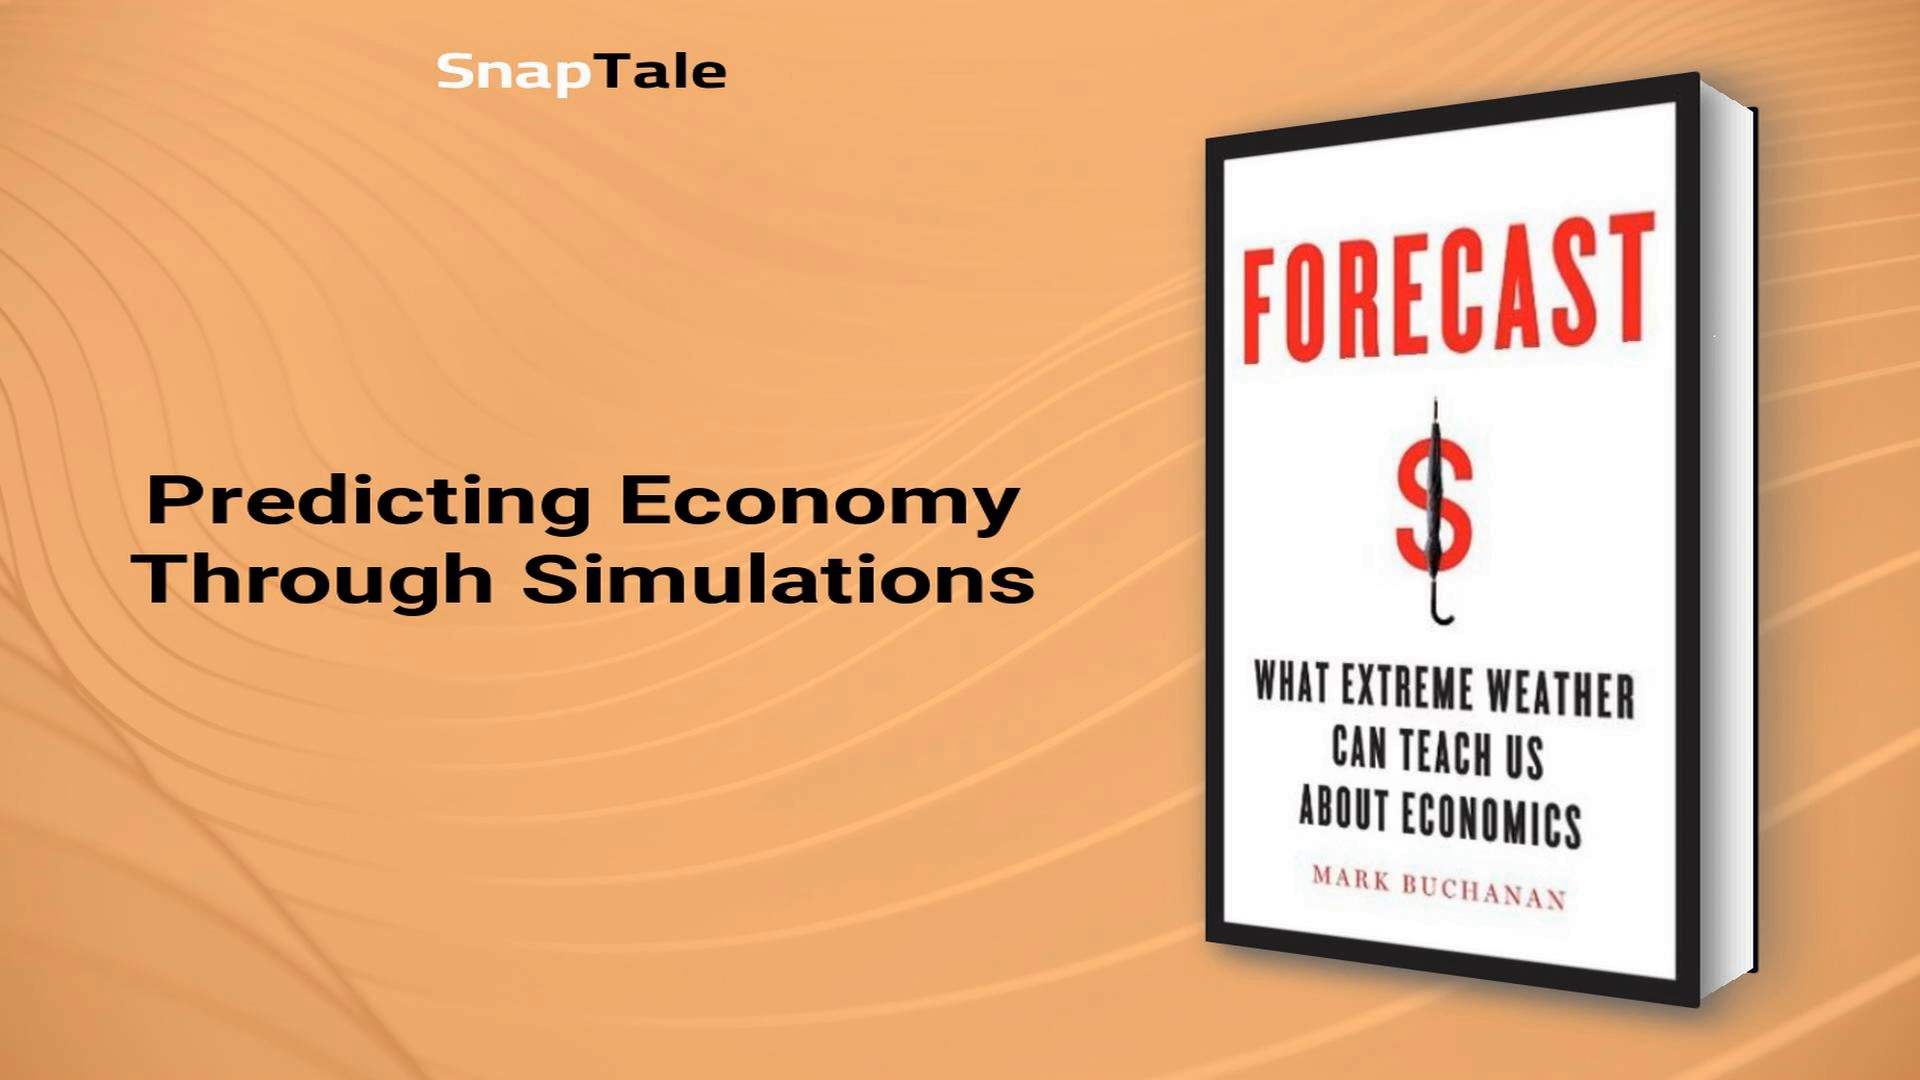 SnapTale
Predicting Economy
Through Simulations
FORECAST
$
WHAT EXTREME WEATHER
CAN TEACH US
ABOUT ECONOMICS
MARK BUCHANAN